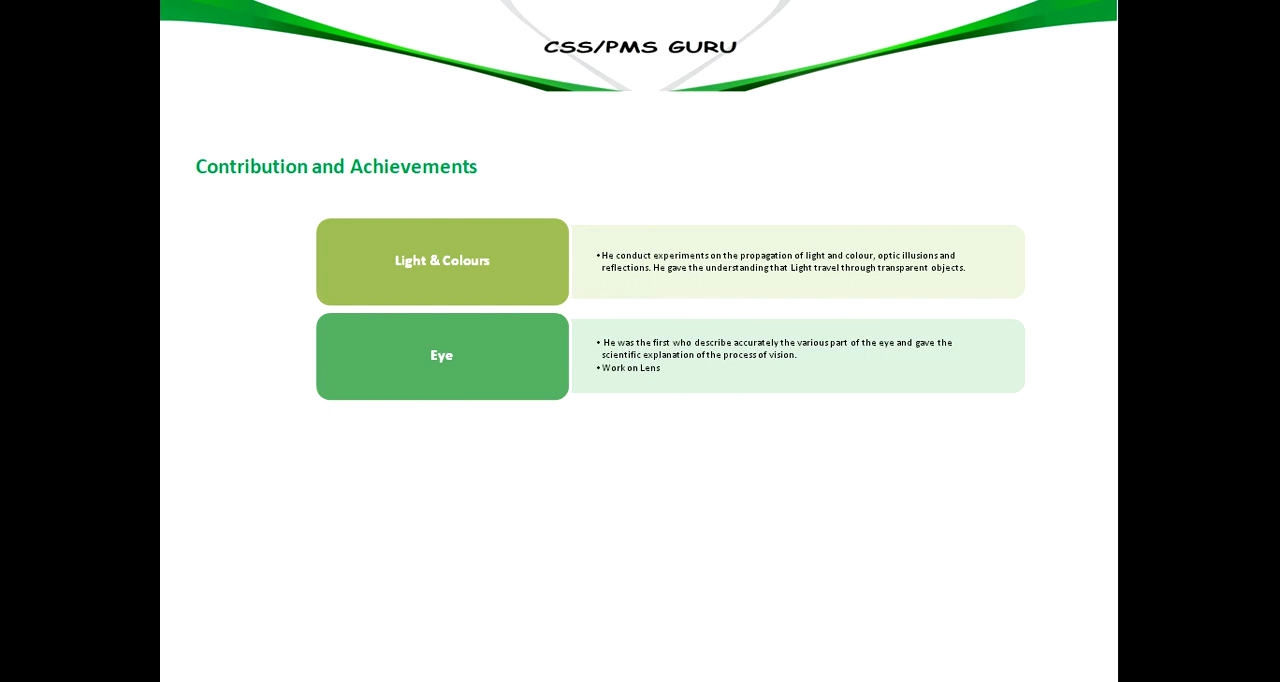 CSS/PMS GURU
Contribution and Achievements
Light & Colours
• He conduct experiments on the propagation of light and colour, optic illusions and
reflections. He gave the understanding that Light travel through transparent objects.
Eye
• He was the first who describe accurately the various part of the eye and gave the
scientific explanation of the process of vision.
• Work on Lens